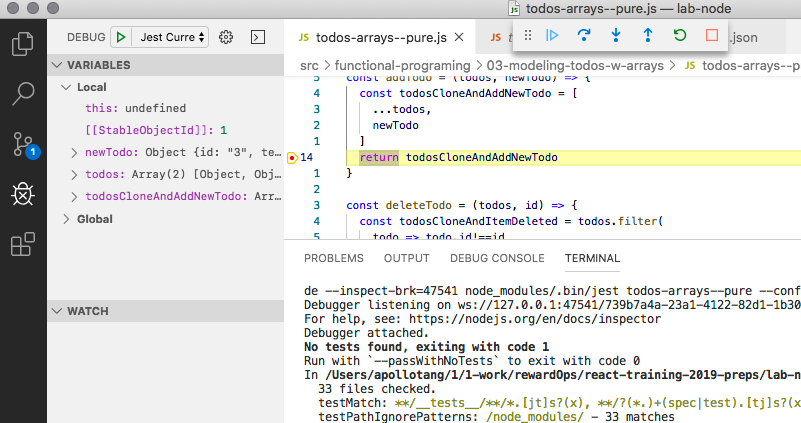 todos-arrays--pure.js — lab-node
DEBUG Jest Curre
JS todos-arrays--pure.js
.json
VARIABLES
src > functional-programing > 03-modeling-todos-w-arrays > JS todos-arrays--p
Local
this: undefined
[[StableObjectId]]: 1
newTodo: Object {id: "3", te…
todos: Array(2) [Object, Obj…
todosCloneAndAddNewTodo: Arr…
Global
1
5 const addTodo = (todos, newTodo) => {
4 const todosCloneAndAddNewTodo = [
3 ...todos,
2 newTodo
1 ]
14 return todosCloneAndAddNewTodo
1 }
2
3 const deleteTodo = (todos, id) => {
4 const todosCloneAndItemDeleted = todos.filter(
5 todo => todo.id!==id
WATCH
PROBLEMS OUTPUT DEBUG CONSOLE TERMINAL
de --inspect-brk=47541 node_modules/.bin/jest todos-arrays--pure --conf
Debugger listening on ws://127.0.0.1:47541/739b7a4a-23a1-4122-82d1-1b30
For help, see: https://nodejs.org/en/docs/inspector
Debugger attached.
No tests found, exiting with code 1
Run with `--passWithNoTests` to exit with code 0
In /Users/apollotang/1/1-work/rewardOps/react-training-2019-preps/lab-n
33 files checked.
testMatch: **/__tests__/**/*.[jt]s?(x), **/?(*.)+(spec|test).[tj]s?(x
testPathIgnorePatterns: /node_modules/ - 33 matches